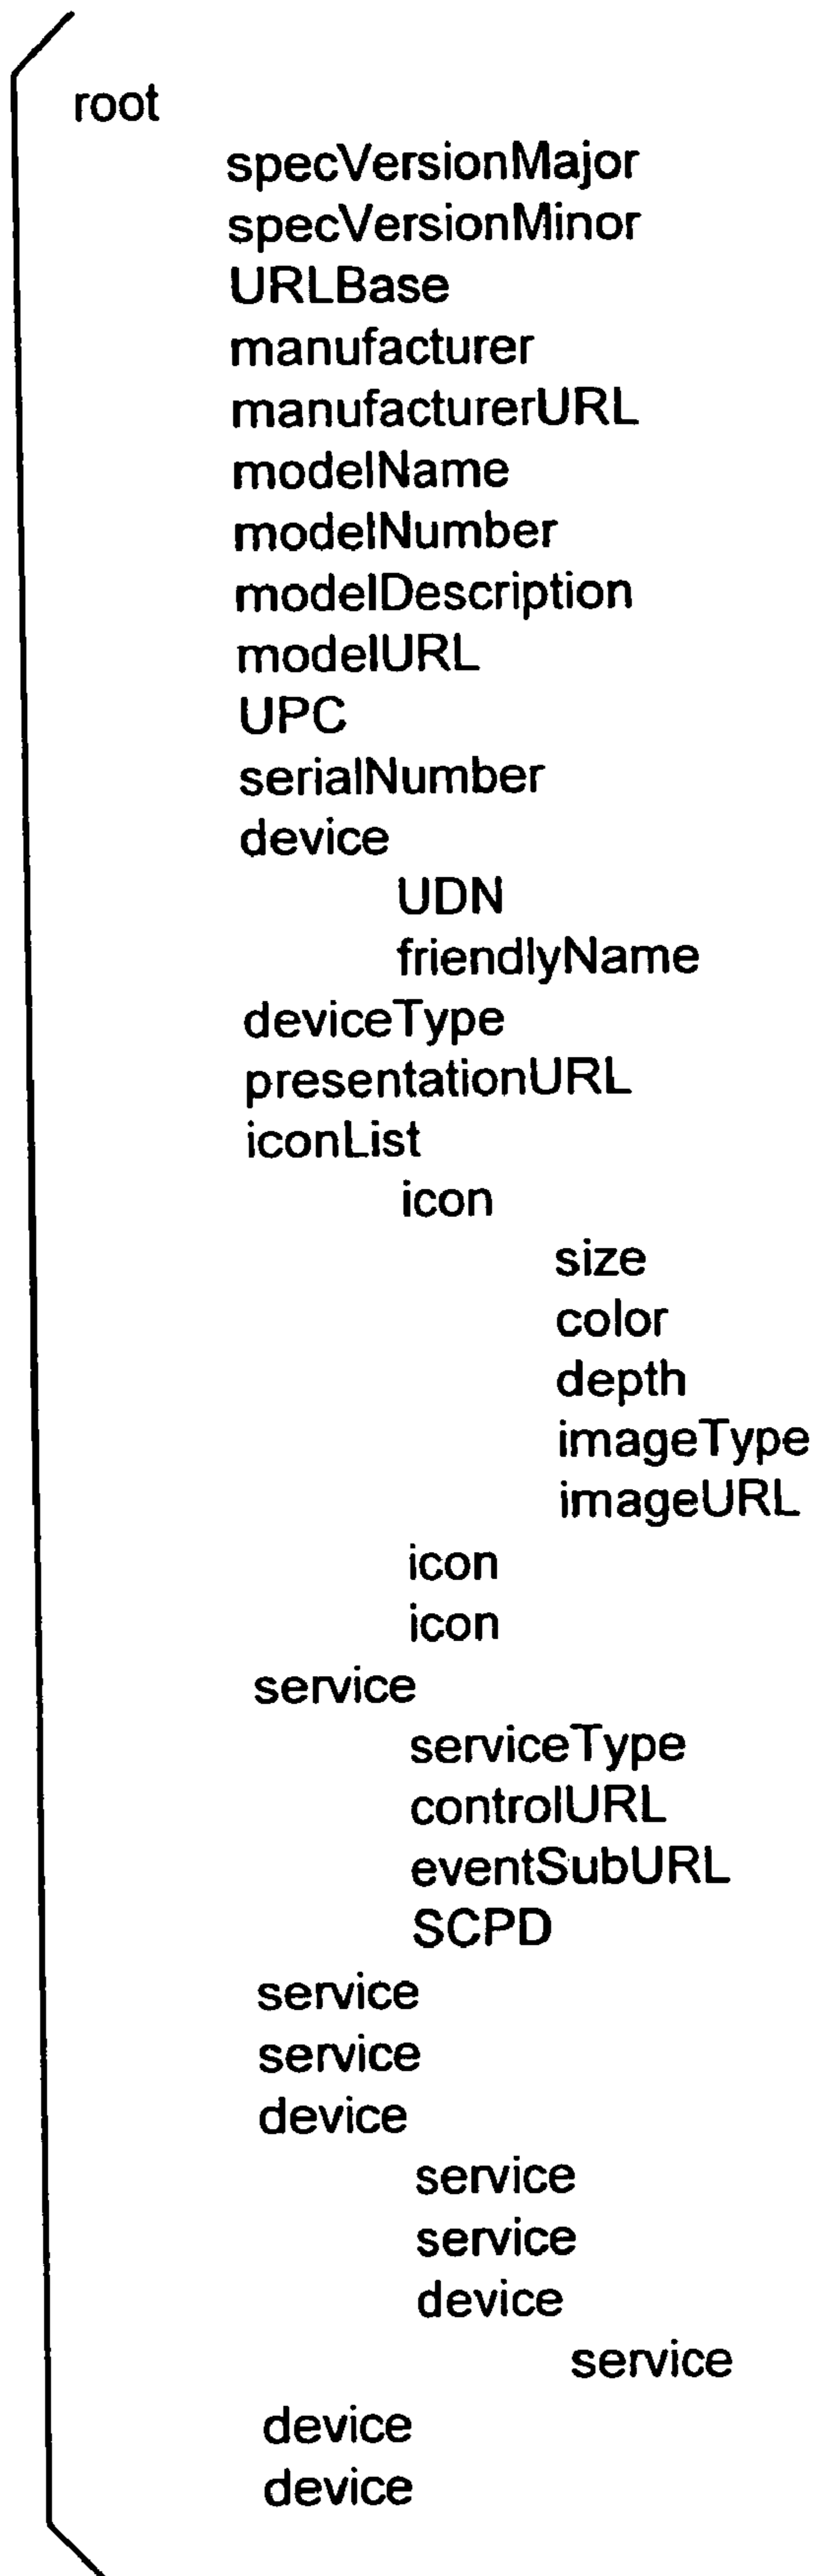 root
specVersionMajor
specVersionMinor
URLBase
manufacturer
manufacturerURL
modelName
modelNumber
modelDescription
modelURL
UPC
serialNumber
device
UDN
friendlyName
deviceType
presentationURL
iconList
icon
size
color
depth
imageType
imageURL
icon
icon
service
serviceType
controlURL
eventSubURL
SCPD
service
service
device
service
service
device
service
device
device